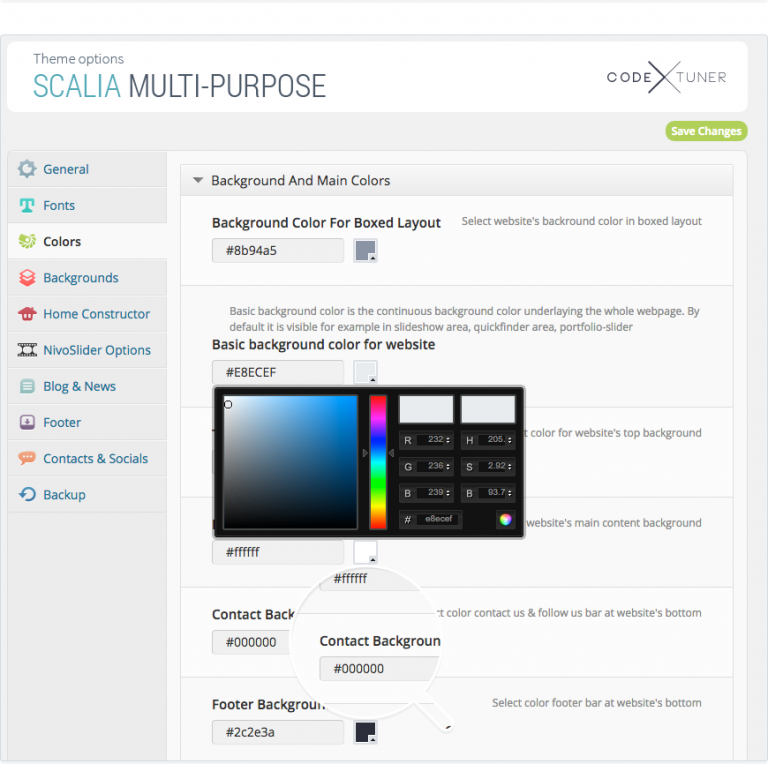 Theme options
SCALIA MULTI-PURPOSE
CODE TUNER
Save Changes
General
Fonts
Colors
Backgrounds
Home Constructor
NivoSlider Options
Blog & News
Footer
Contacts & Socials
Backup
Background And Main Colors
Background Color For Boxed Layout
Select website's backround color in boxed layout
#8b94a5
Basic background color is the continuous background color underlaying the whole webpage. By
default it is visible for example in slideshow area, quickfinder area, portfolio-slider
Basic background color for website
#E8ECEF
R 232 H 205.
color for website's top background
G 236 S 2.92
B 239 B 93.7
# e8ecef
website's main content background
#ffffff
#ffffff
Contact Back
color contact us & follow us bar at website's bottom
#000000
Contact Backgroun
#000000
Footer Backgroun
Select color footer bar at website's bottom
#2c2e3a